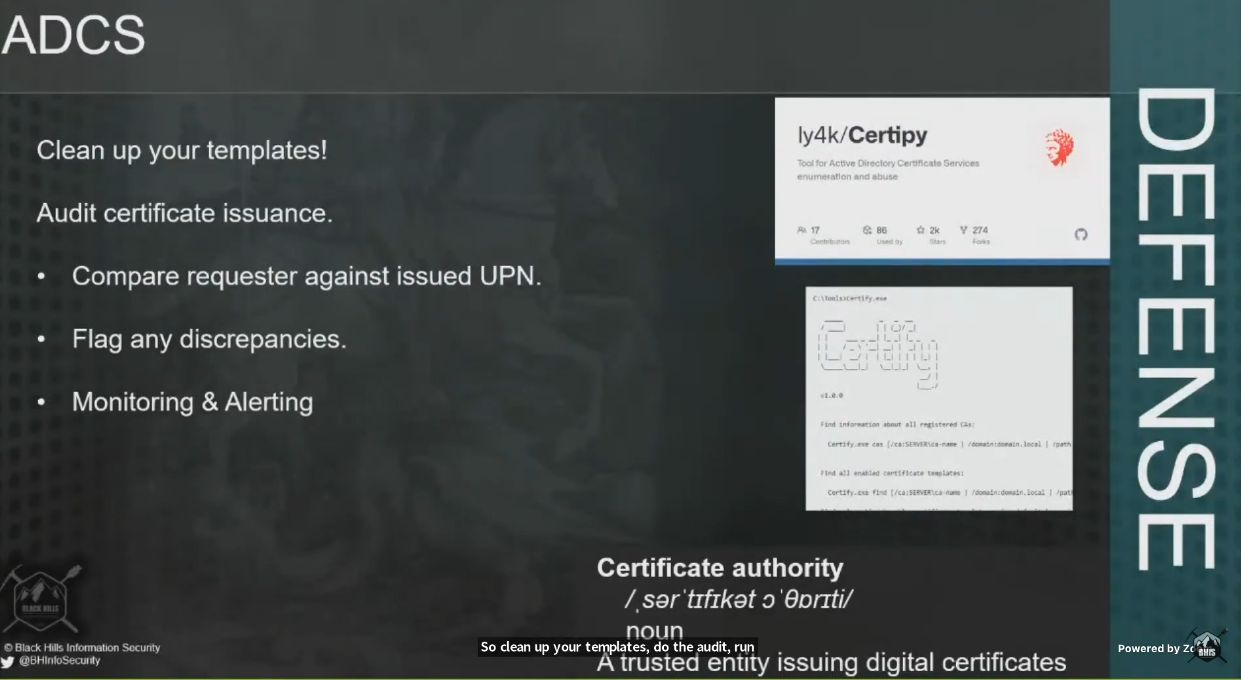 ADCS
Clean up your templates!
Audit certificate issuance.
• Compare requester against issued UPN.
• Flag any discrepancies.
• Monitoring & Alerting
ly4k/Certipy
Tool for Active Directory Certificate Services
enumeration and abuse
17
Contributors
86
Used by
2k
Stars
274
Forks
C:\Tools>Certify.exe
Certify
v1.0.0
Find information about all registered CAs:
Certify.exe cas [/ca:SERVER\ca-name | /domain:domain.local | /path
Find all enabled certificate templates:
Certify.exe find [/ca:SERVER\ca-name | /domain:domain.local | /path
DEFENSE
Certificate authority
/ˌsərˈtɪfɪkət ɔˈθɒrɪti/
noun
A trusted entity issuing digital certificates
So clean up your templates, do the audit, run
BLACK HILLS
© Black Hills Information Security
@BHInfoSecurity
Powered by Zo
BHIS